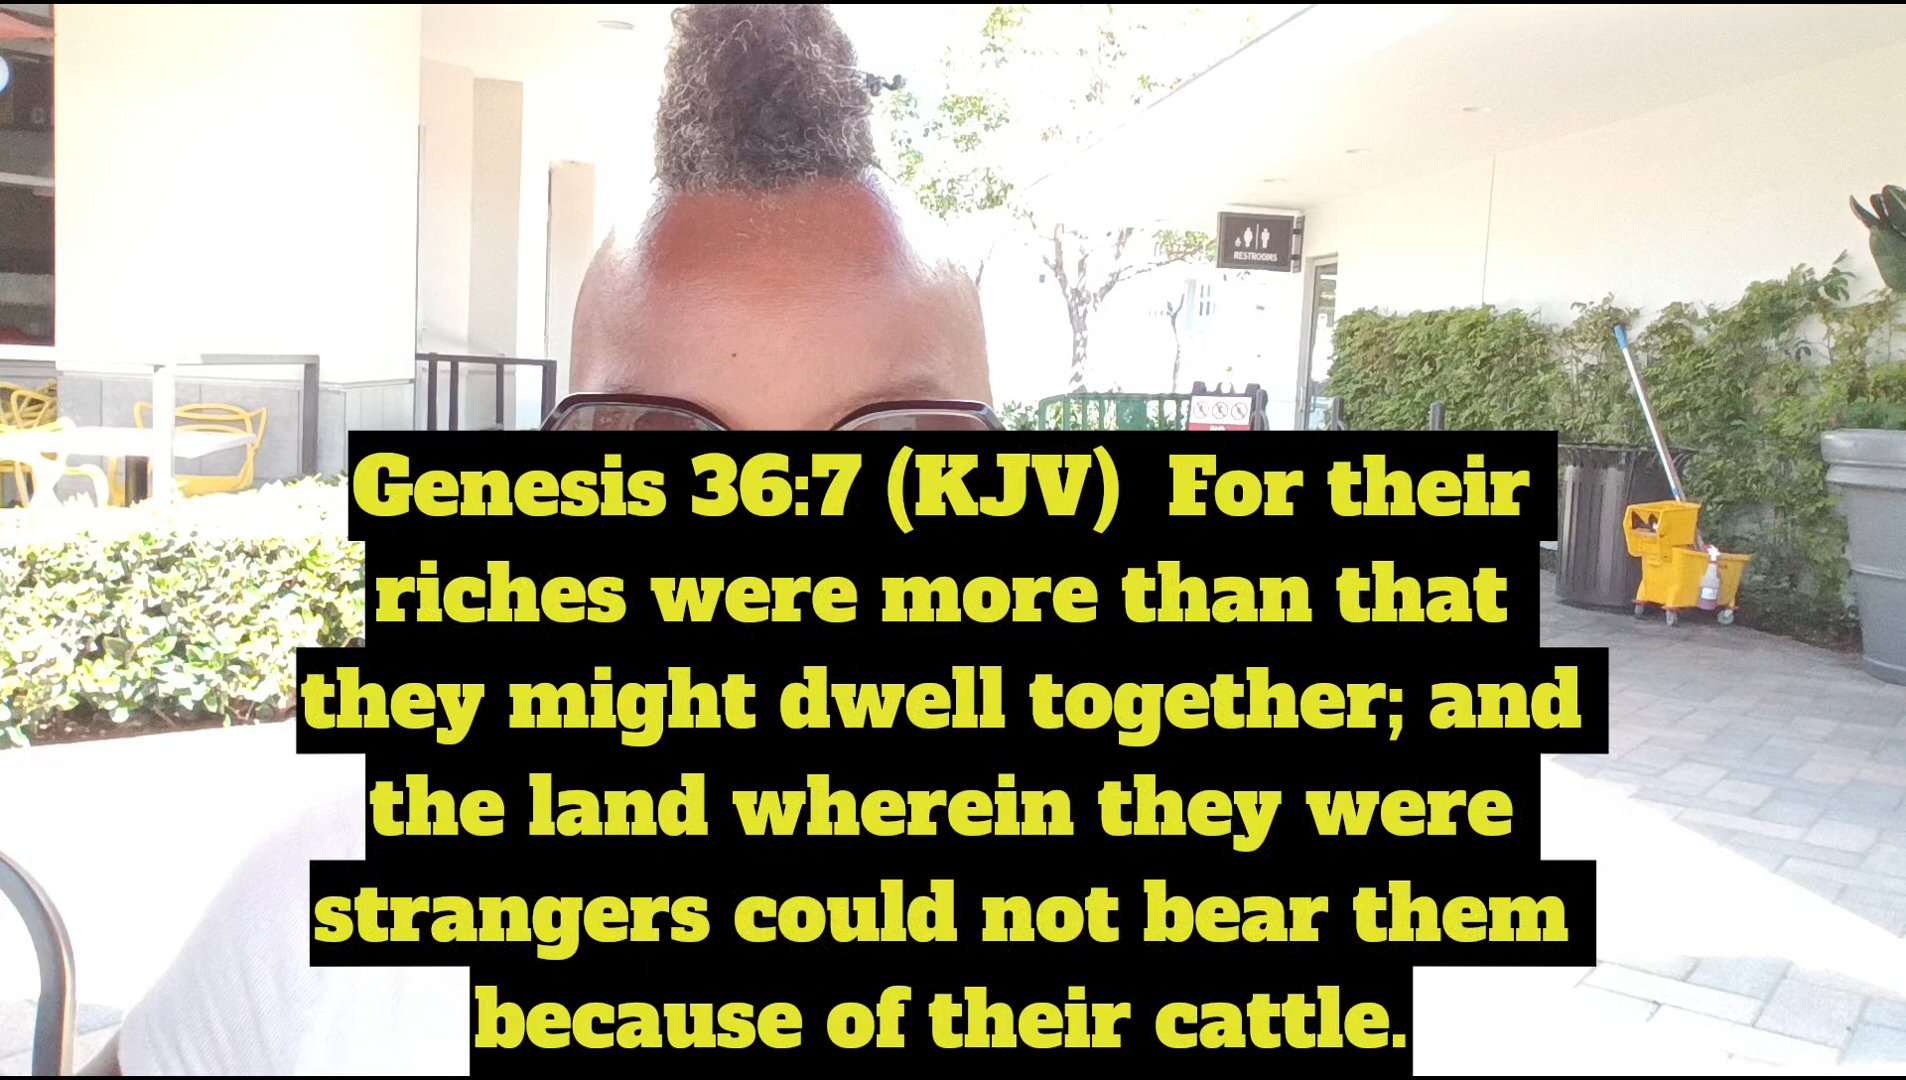 RESTROOMS
Genesis 36:7 (KJV)  For their
riches were more than that
they might dwell together; and
the land wherein they were
strangers could not bear them
because of their cattle.